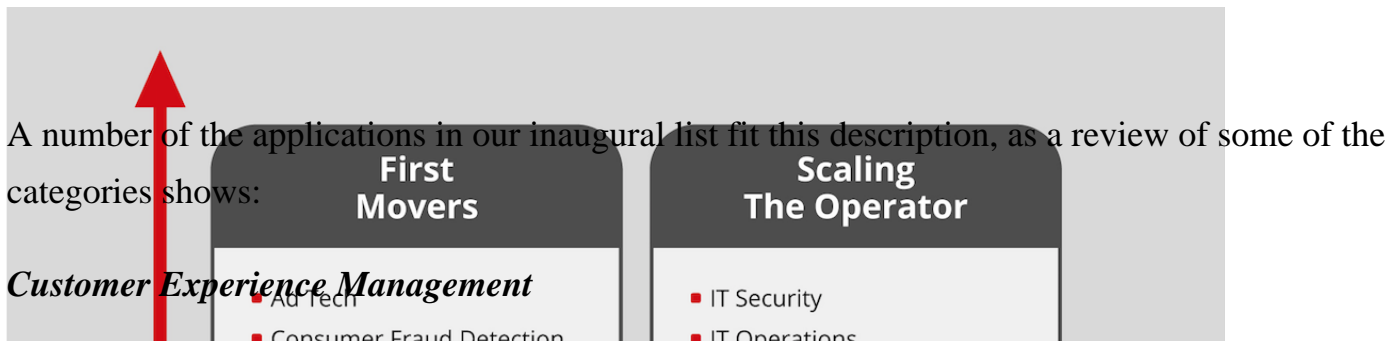 A number of the applications in our inaugural list fit this description, as a review of some of the
categories shows:
First
Movers
Scaling
The Operator
Customer Experience Management
Ad Tech
Consumer Fraud Detection
IT Security
IT Operations